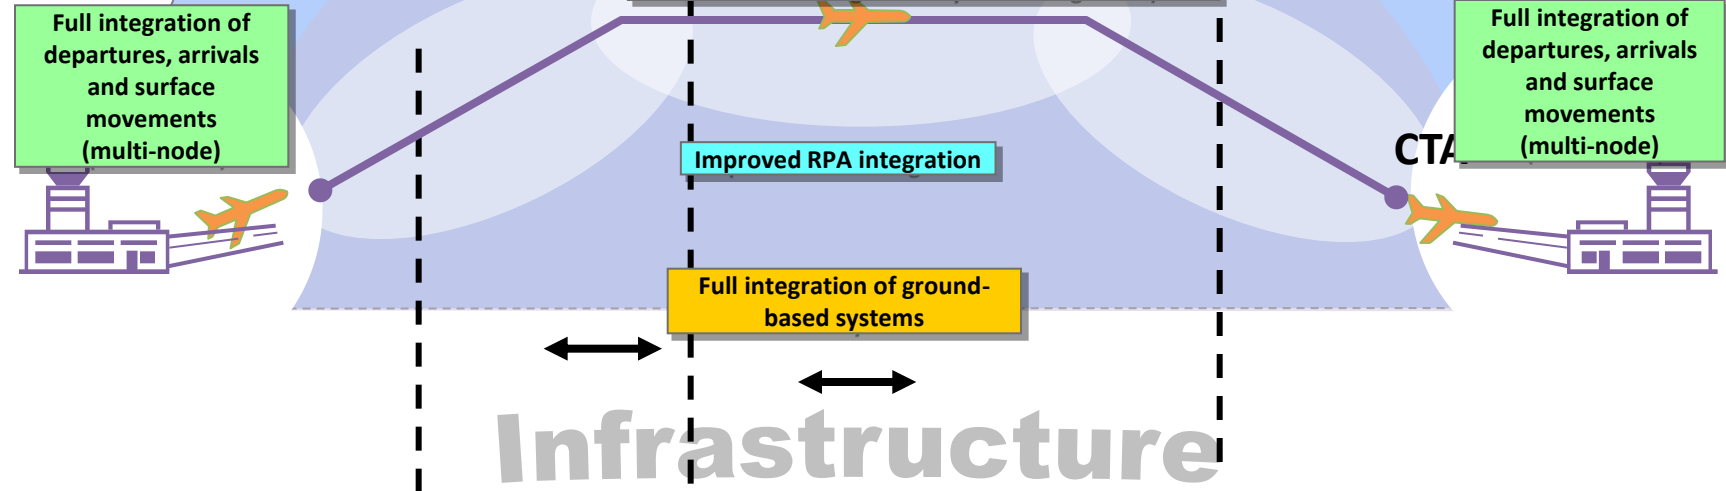 Full integration of
departures, arrivals
and surface
movements
(multi-node)
Full integration of
departures, arrivals
and surface
movements
(multi-node)
CTA
Improved RPA integration
Full integration of ground-
based systems
Infrastructure